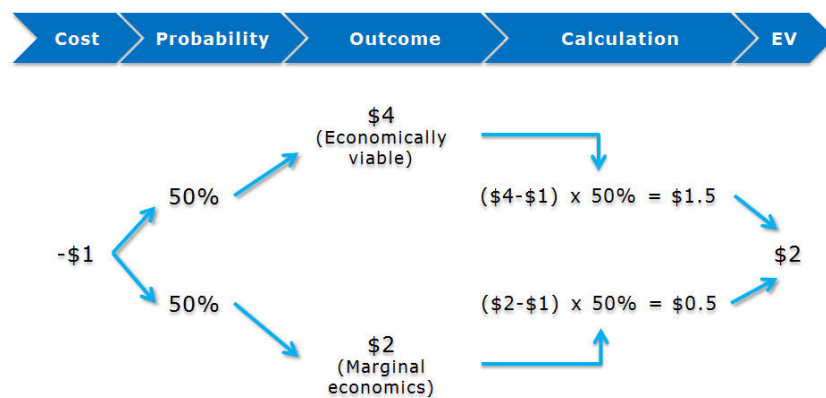 Cost Probability Outcome Calculation EV
$4
(Economically
viable)
50%
($4-$1) x 50% = $1.5
-$1
$2
50%
($2-$1) x 50% = $0.5
$2
(Marginal
economics)